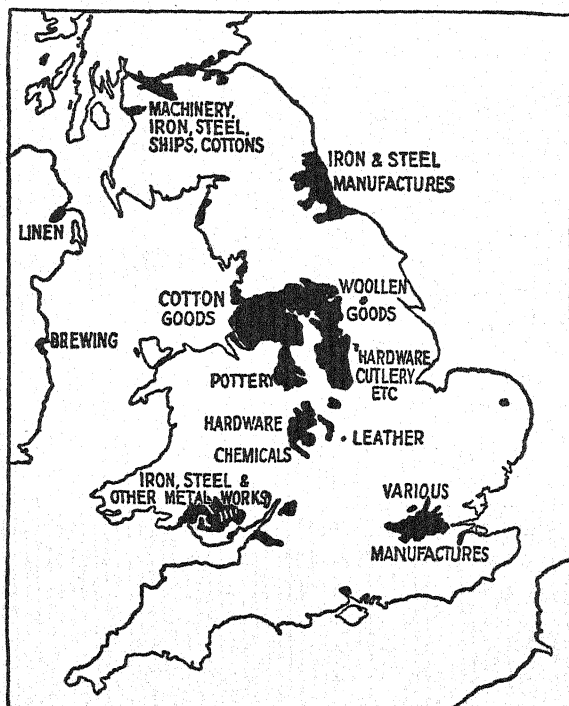 MACHINERY,
IRON, STEEL,
SHIPS, COTTONS
IRON & STEEL
MANUFACTURES
LINEN
COTTON
GOODS
WOOLLEN
GOODS
BREWING
HARDWARE,
CUTLERY
ETC
POTTERY
HARDWARE
CHEMICALS
LEATHER
IRON, STEEL &
OTHER METAL WORKS
VARIOUS
MANUFACTURES